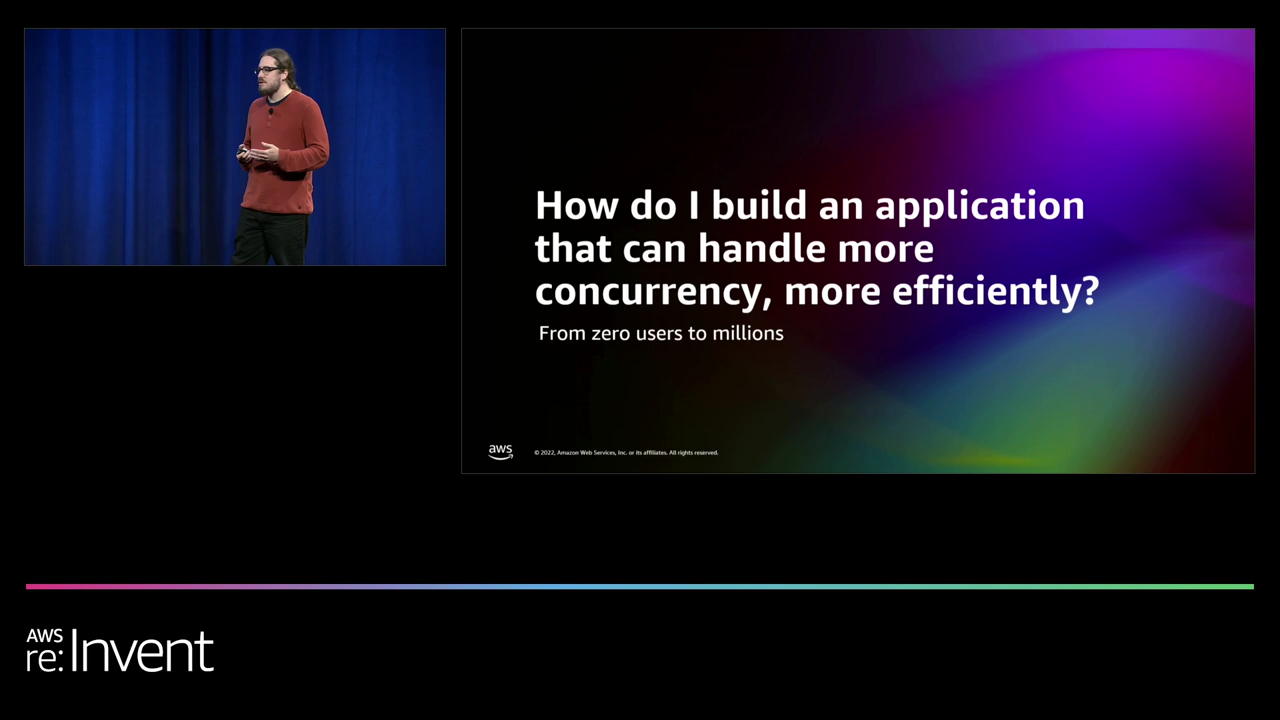 How do I build an application
that can handle more
concurrency, more efficiently?
From zero users to millions
aws
© 2022, Amazon Web Services, Inc. or its affiliates. All rights reserved.
AWS
re:Invent